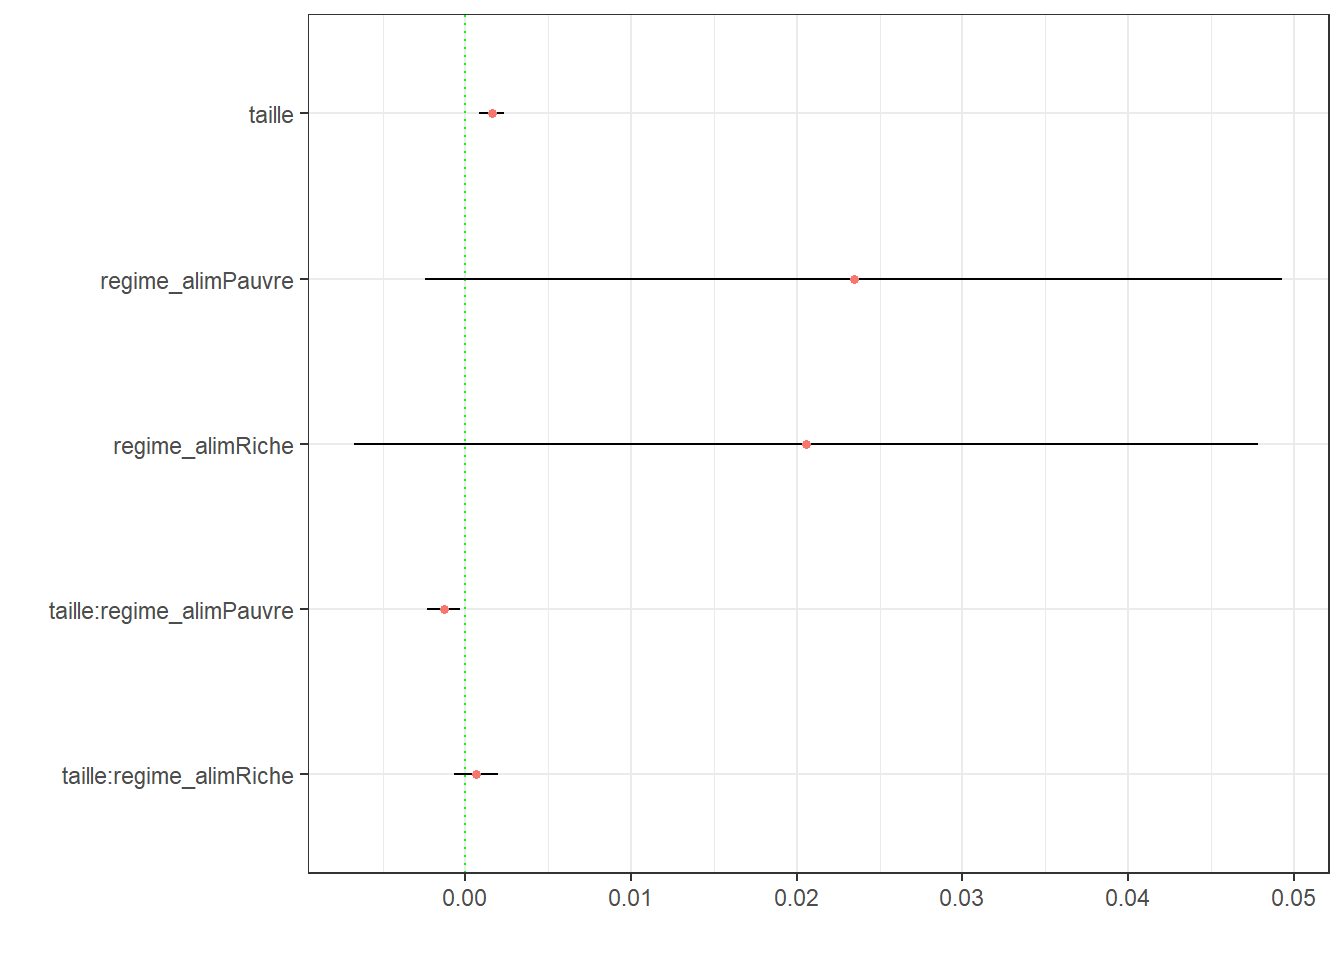 taille
regime_alimPauvre
regime_alimRiche
taille:regime_alimPauvre
taille:regime_alimRiche
0.00 0.01 0.02 0.03 0.04 0.05